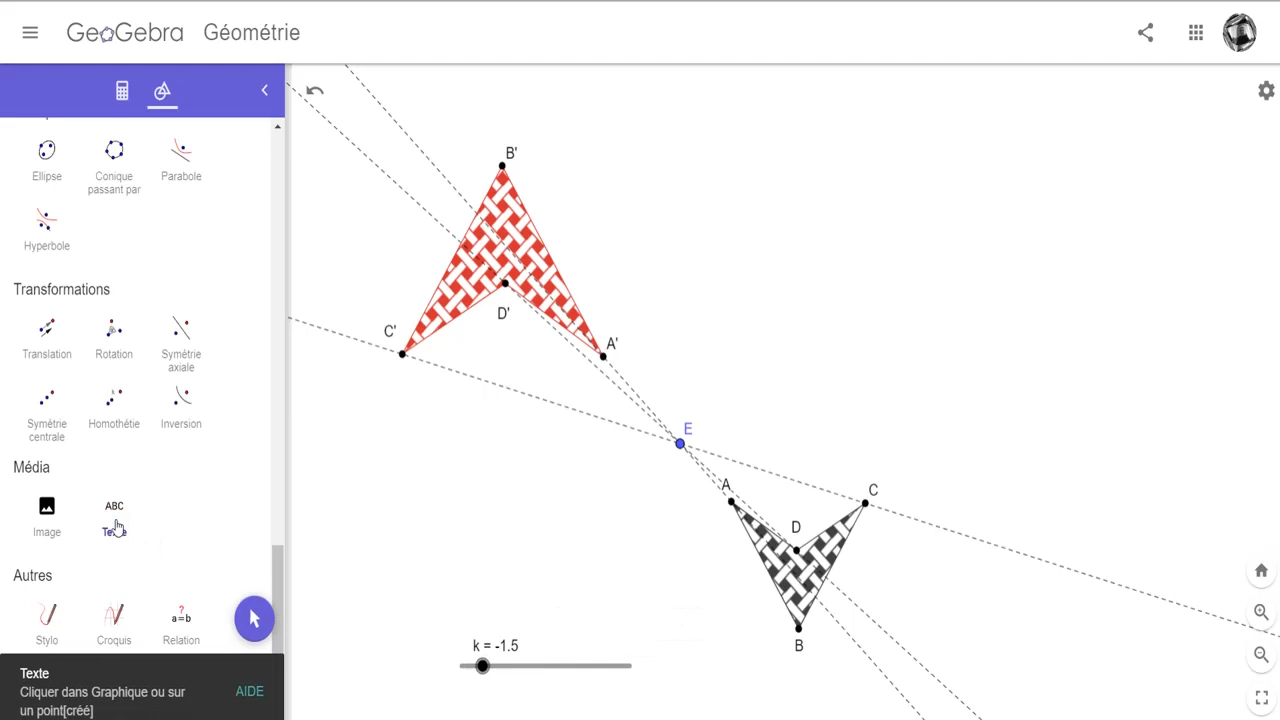 GeoGebra Géométrie
Ellipse
Conique
passant par
Parabole
Hyperbole
Transformations
Translation
Rotation
Symétrie
axiale
Symétrie
centrale
Homothétie
Inversion
Média
Image
ABC
Texte
Autres
Stylo
Croquis
a=b
?
Relation
Texte
Cliquer dans Graphique ou sur
un point[créé]
AIDE
B'
D'
C'
A'
E
A
C
D
B
k = -1.5